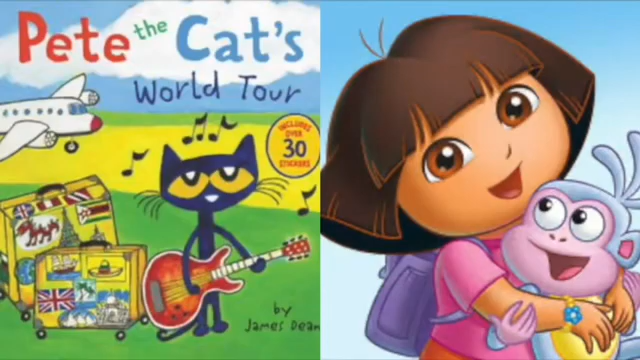 Pete the Cat's
World Tour
INCLUDES
OVER
30
STICKERS
by
James Dean